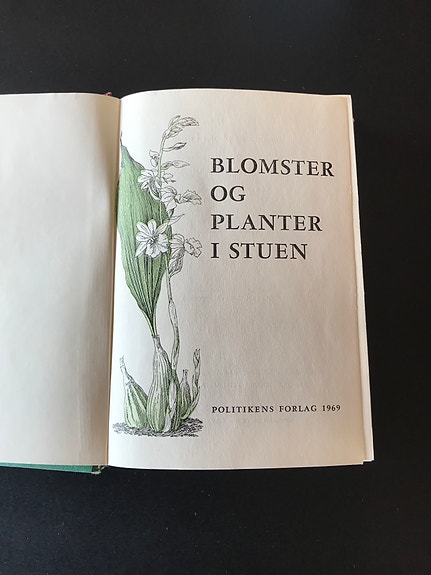 BLOMSTER
OG
PLANTER
I STUEN
POLITIKENS FORLAG 1969